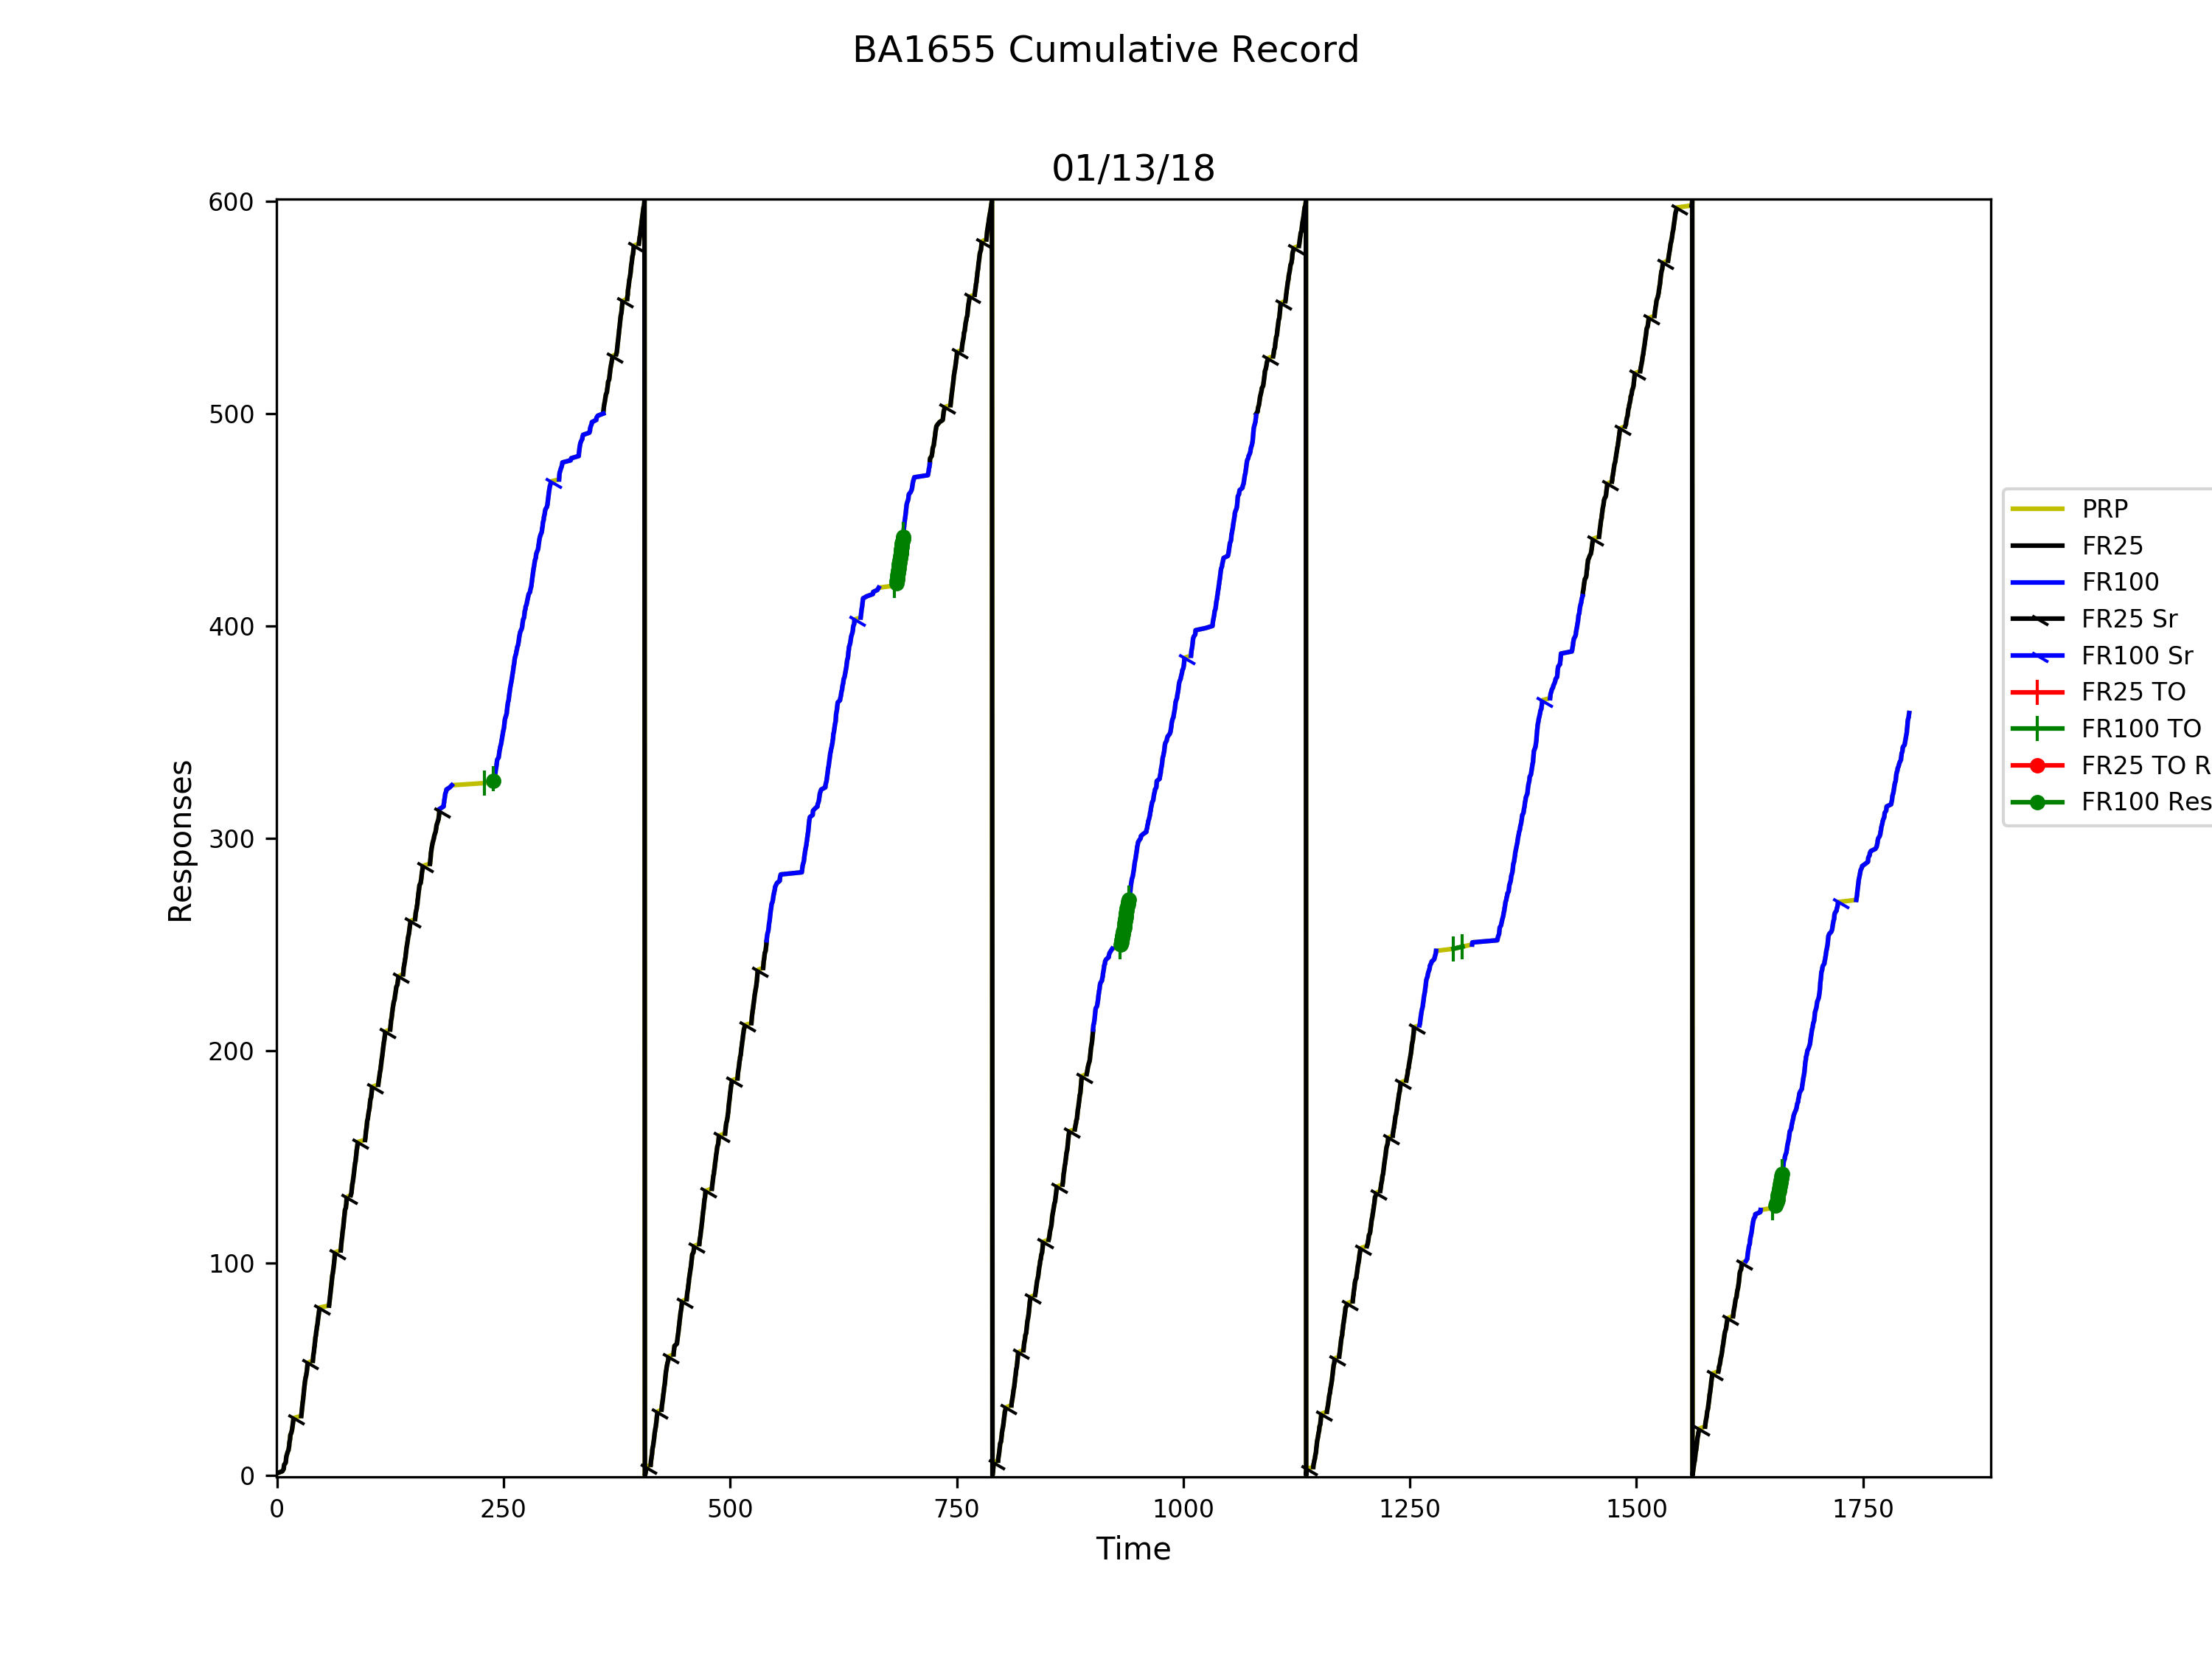 BA1655 Cumulative Record
01/13/18
600
500
400
300
200
100
0
Responses
0 250 500 750 1000 1250 1500 1750
Time
PRP
FR25
FR100
FR25 Sr
FR100 Sr
FR25 TO
FR100 TO
FR25 TO R
FR100 Res